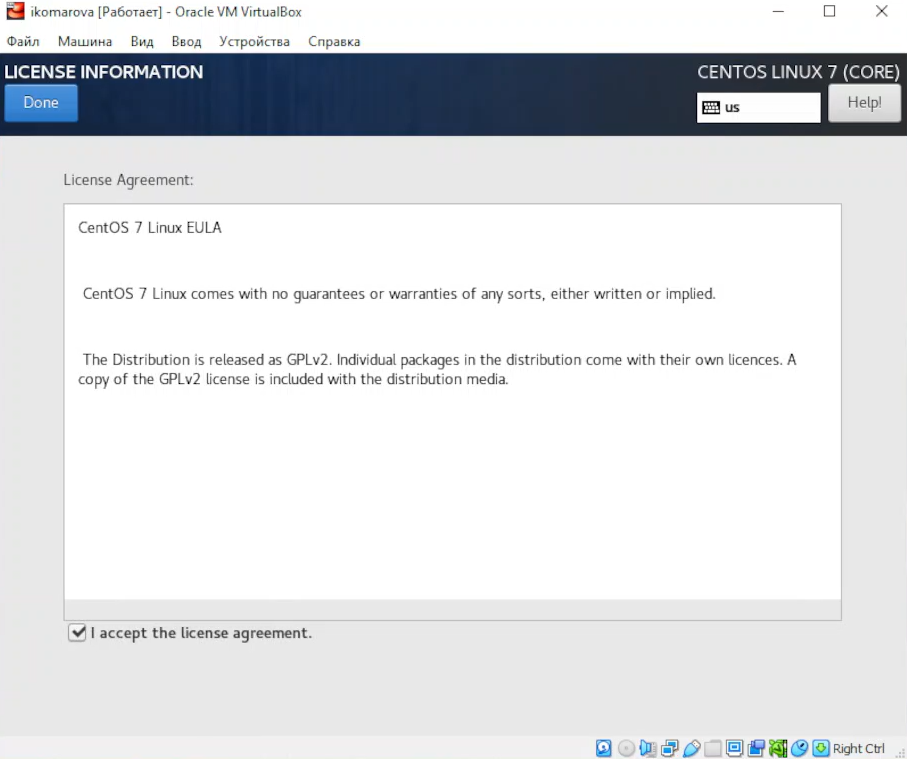 ikomarova [Работает] - Oracle VM VirtualBox
Файл Машина Вид Ввод Устройства Справка
LICENSE INFORMATION
CENTOS LINUX 7 (CORE)
Done
us
Help!
License Agreement:
CentOS 7 Linux EULA
CentOS 7 Linux comes with no guarantees or warranties of any sorts, either written or implied.
The Distribution is released as GPLv2. Individual packages in the distribution come with their own licences. A
copy of the GPLv2 license is included with the distribution media.
I accept the license agreement.
Right Ctrl